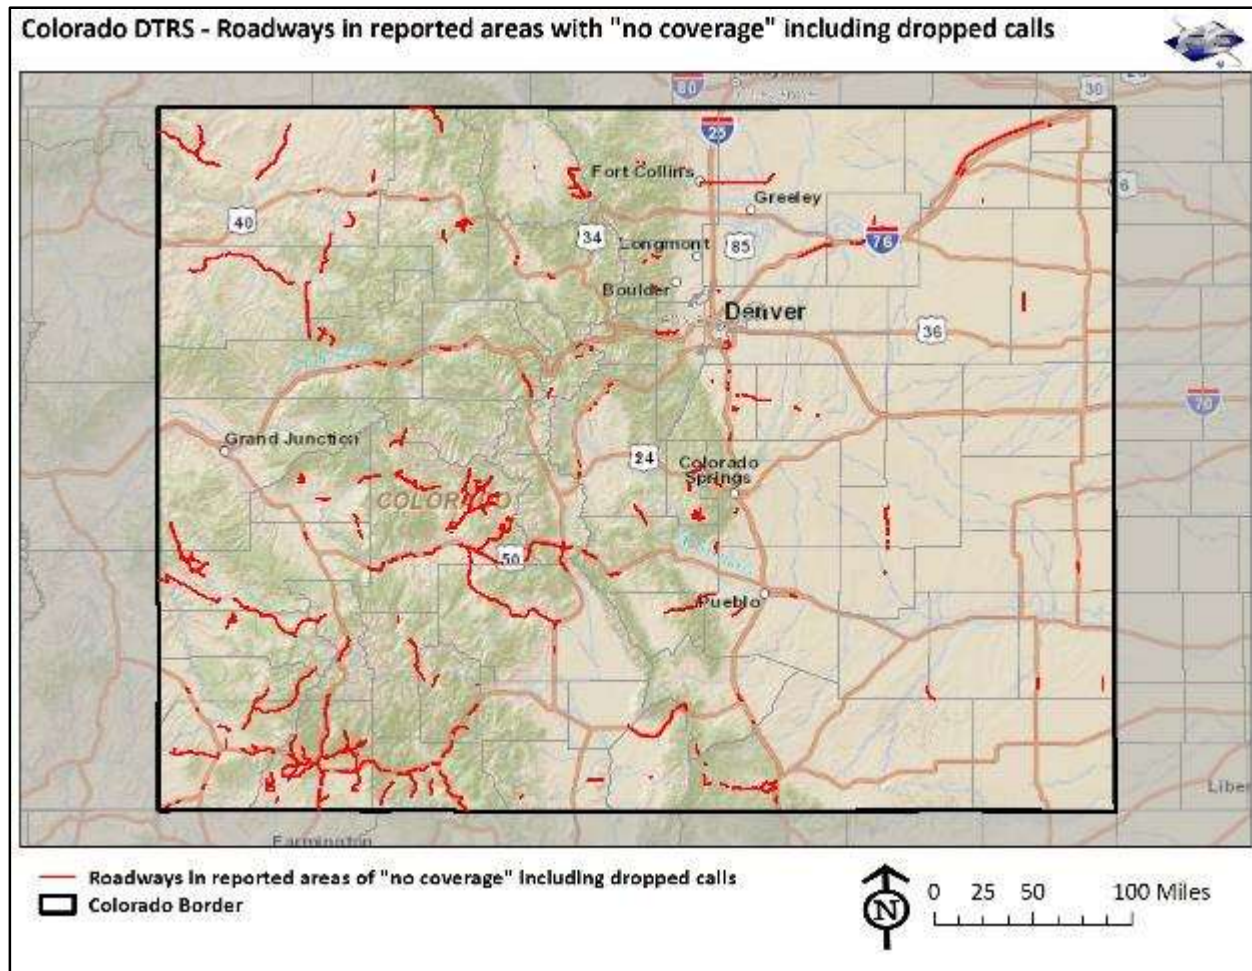 Colorado DTRS - Roadways in reported areas with "no coverage" including dropped calls
80
30
25
Fort Collins
6
Greeley
40
34
Longmont
85
76
Boulder
Denver
36
70
Grand Junction
24
Colorado
Springs
COLORADO
50
Pueblo
Liber
Farmington
Roadways in reported areas of "no coverage" including dropped calls
Colorado Border
N
0 25 50 100 Miles